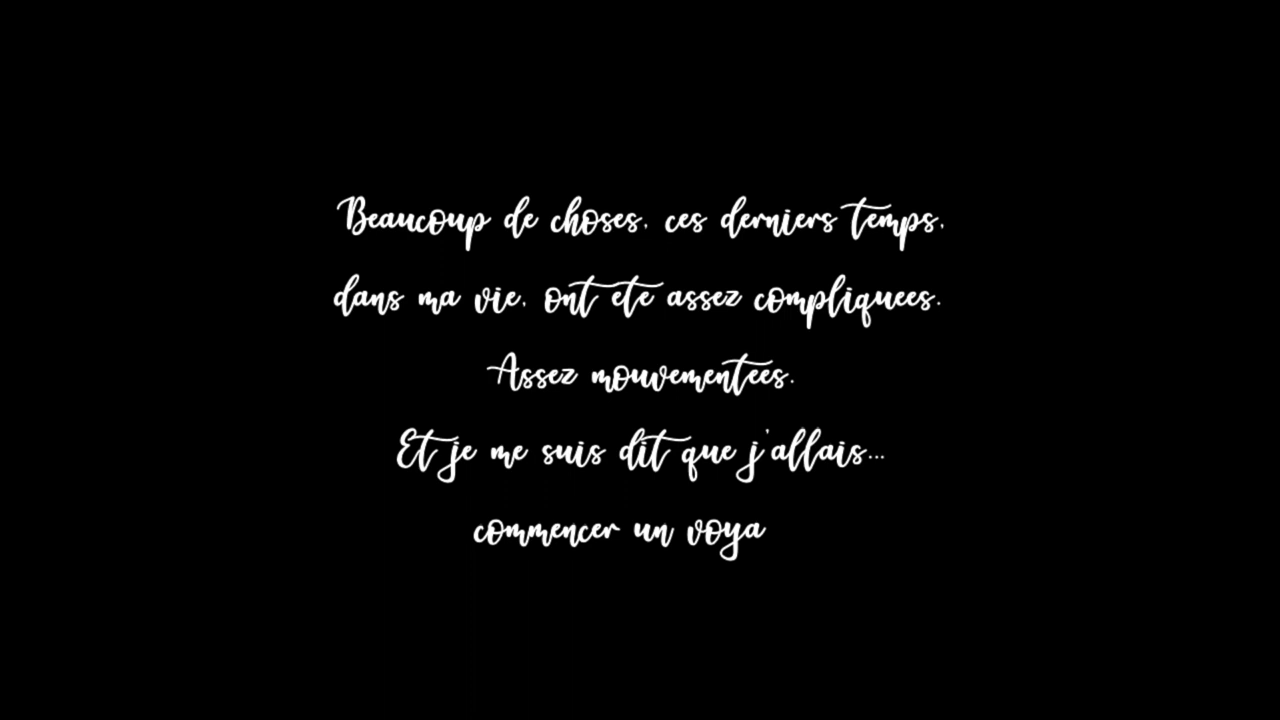 Beaucoup de choses, ces derniers temps,
dans ma vie, ont ete assez compliquees.
Assez mouvementees.
Et je me suis dit que j'allais...
commencer un voya